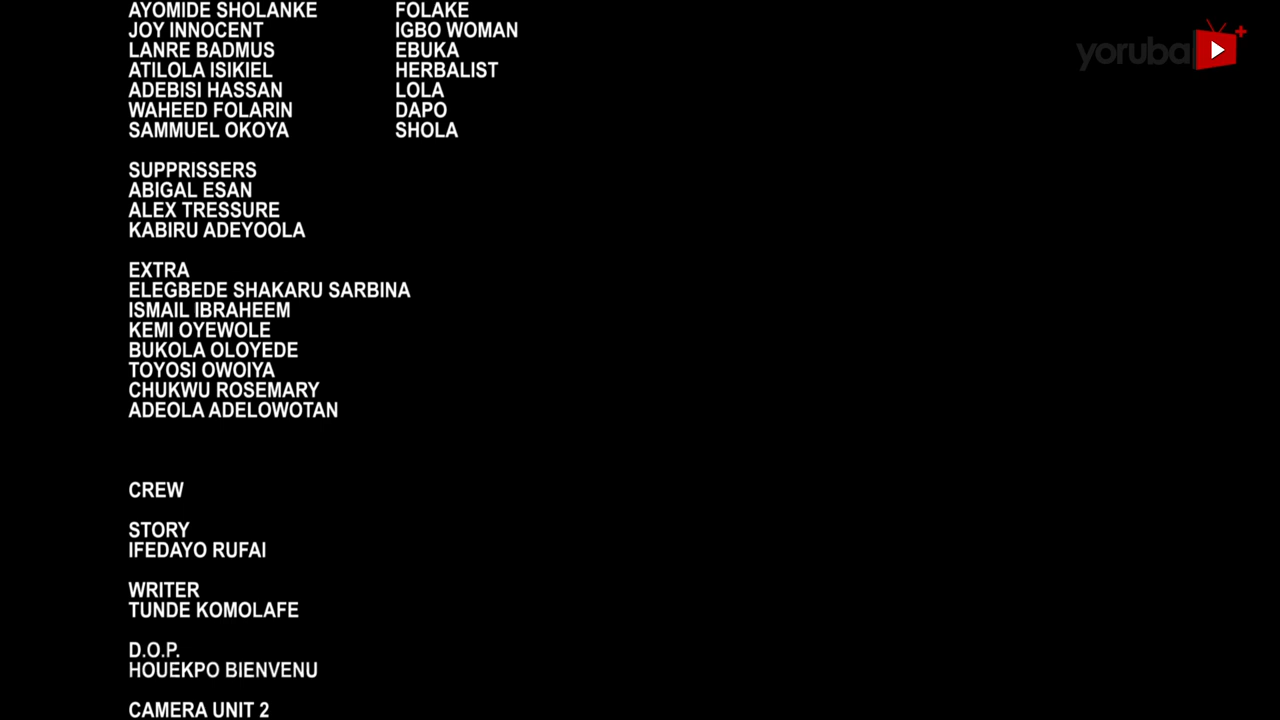 AYOMIDE SHOLANKE FOLAKE
JOY INNOCENT IGBO WOMAN
LANRE BADMUS EBUKA
ATILOLA ISIKIEL HERBALIST
ADEBISI HASSAN LOLA
WAHEED FOLARIN DAPO
SAMMUEL OKOYA SHOLA
SUPPRISSERS
ABIGAL ESAN
ALEX TRESSURE
KABIRU ADEYOOLA
EXTRA
ELEGBEDE SHAKARU SARBINA
ISMAIL IBRAHEEM
KEMI OYEWOLE
BUKOLA OLOYEDE
TOYOSI OWOIYA
CHUKWU ROSEMARY
ADEOLA ADELOWOTAN
CREW
STORY
IFEDAYO RUFAI
WRITER
TUNDE KOMOLAFE
D.O.P.
HOUEKPO BIENVENU
CAMERA UNIT 2
yoruba+